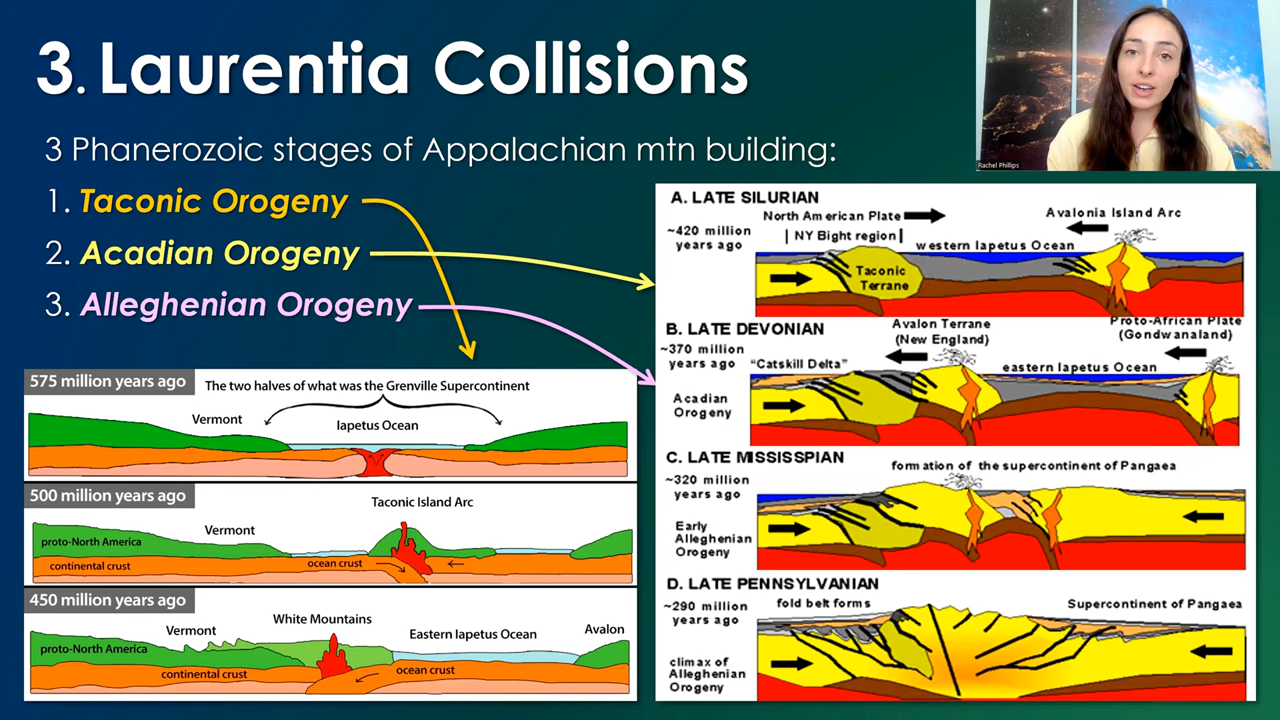 3. Laurentia Collisions
3 Phanerozoic stages of Appalachian mtn building:
1. Taconic Orogeny
2. Acadian Orogeny
3. Alleghenian Orogeny
Rachel Phillips
575 million years ago
The two halves of what was the Grenville Supercontinent
Vermont
Iapetus Ocean
500 million years ago
Taconic Island Arc
Vermont
proto-North America
continental crust
ocean crust
450 million years ago
White Mountains
Vermont
Eastern Iapetus Ocean
Avalon
proto-North America
continental crust
ocean crust
A. LATE SILURIAN
North American Plate
Avalonia Island Arc
~420 million
years ago
NY Bight region
western Iapetus Ocean
Taconic
Terrane
B. LATE DEVONIAN
Avalon Terrane
(New England)
Proto-African Plate
(Gondwanaland)
~370 million
years ago
"Catskill Delta"
eastern Iapetus Ocean
Acadian
Orogeny
C. LATE MISSISSPIAN
formation of the supercontinent of Pangaea
~320 million
years ago
Early
Alleghenian
Orogeny
D. LATE PENNSYLVANIAN
~290 million
years ago
fold belt forms
Supercontinent of Pangaea
climax of
Alleghenian
Orogeny